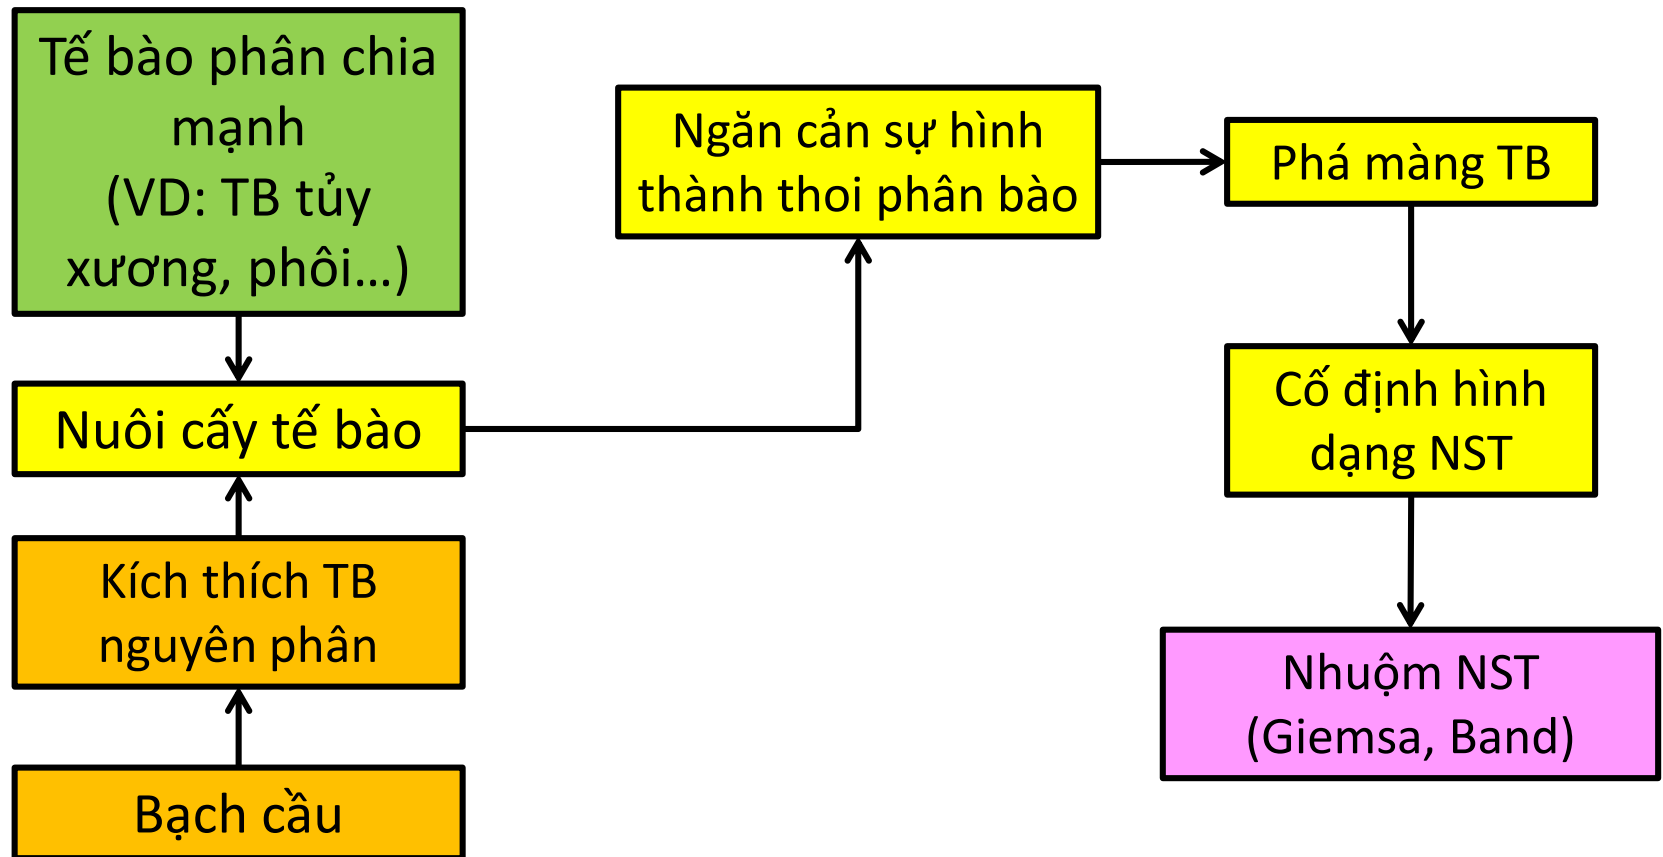 Tế bào phân chia
mạnh
(VD: TB tủy
xương, phôi...)
Nuôi cấy tế bào
Kích thích TB
nguyên phân
Bạch cầu
Ngăn cản sự hình
thành thoi phân bào
Phá màng TB
Cố định hình
dạng NST
Nhuộm NST
(Giemsa, Band)